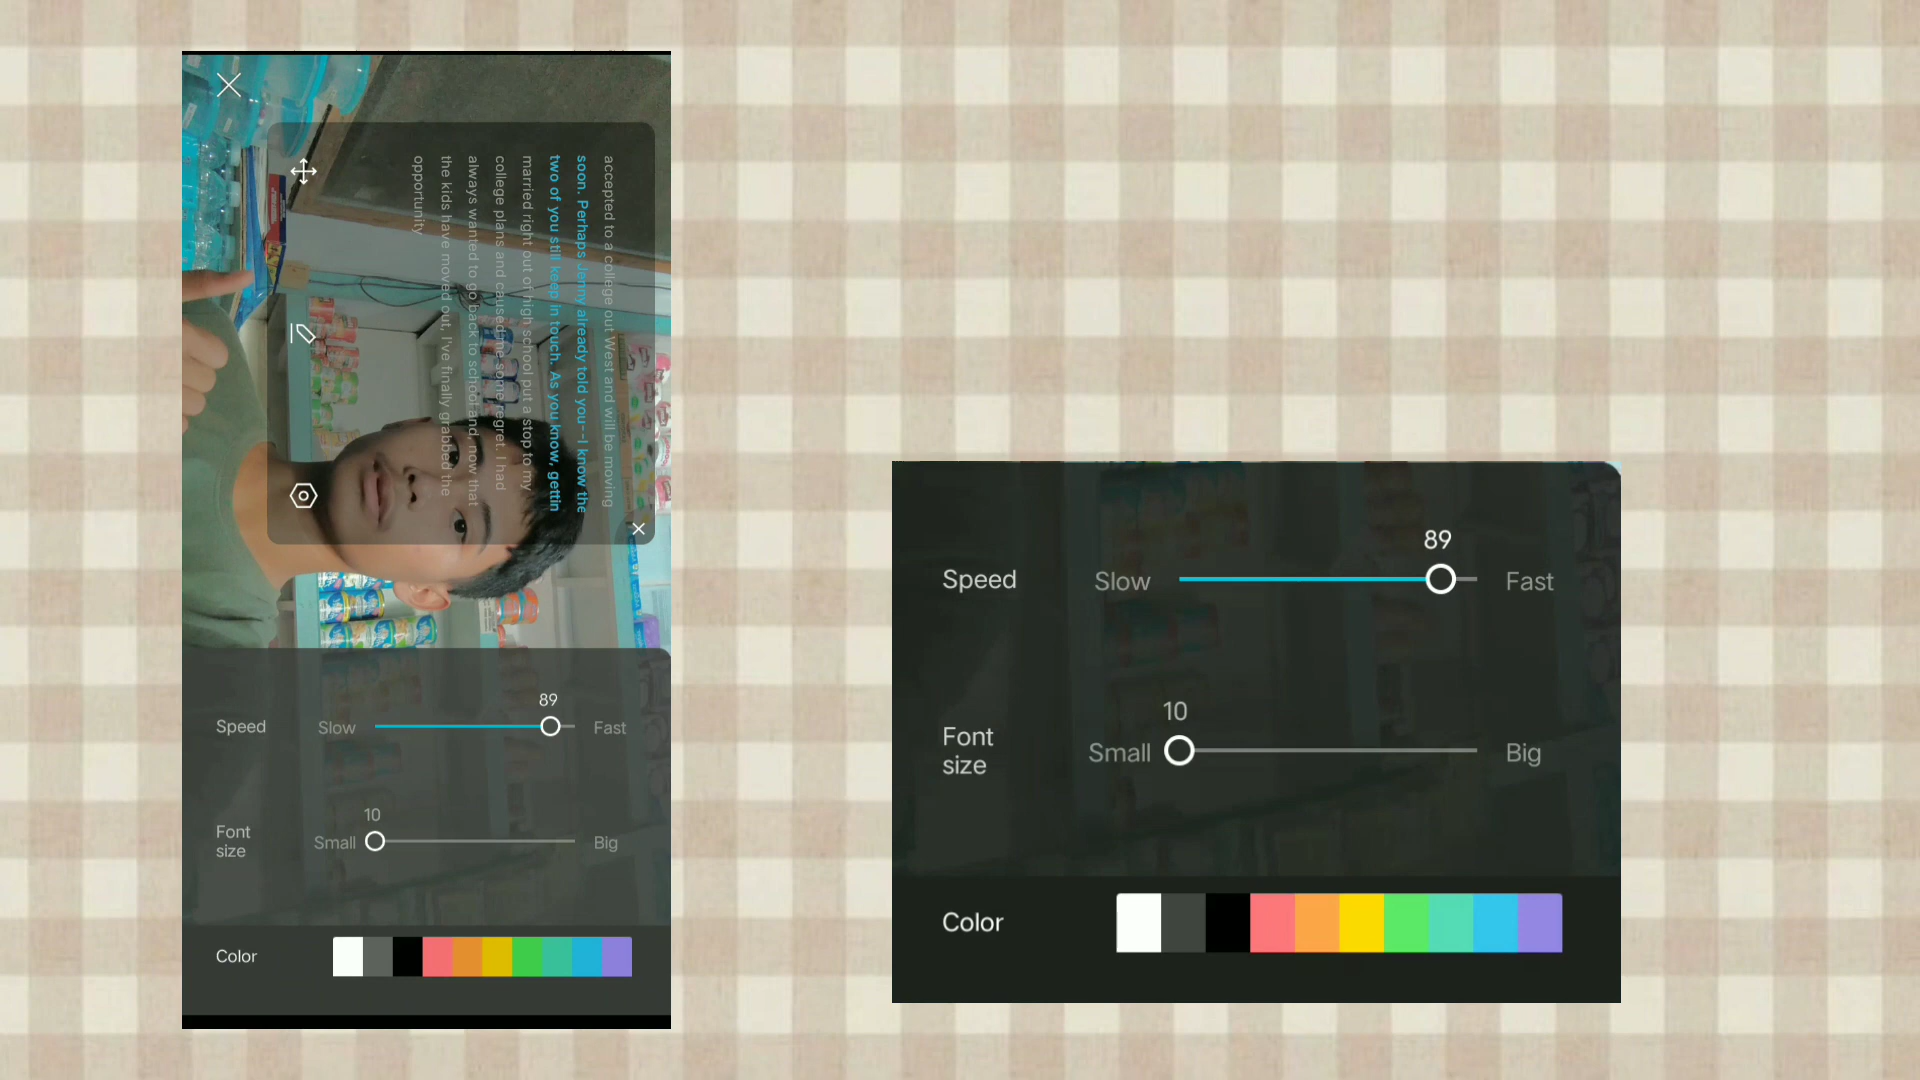 accepted to a college out West and will be moving
soon. Perhaps Jenny already told you--I know the
two of you still keep in touch. As you know, gettin
married right out of high school put a stop to my
college plans and caused me some regret. I had
always wanted to go back to school and, now that
the kids have moved out, I've finally grabbed the
opportunity
89
Speed Slow Fast
10
Font
size
Small Big
Color
89
Speed Slow Fast
10
Font
size
Small Big
Color